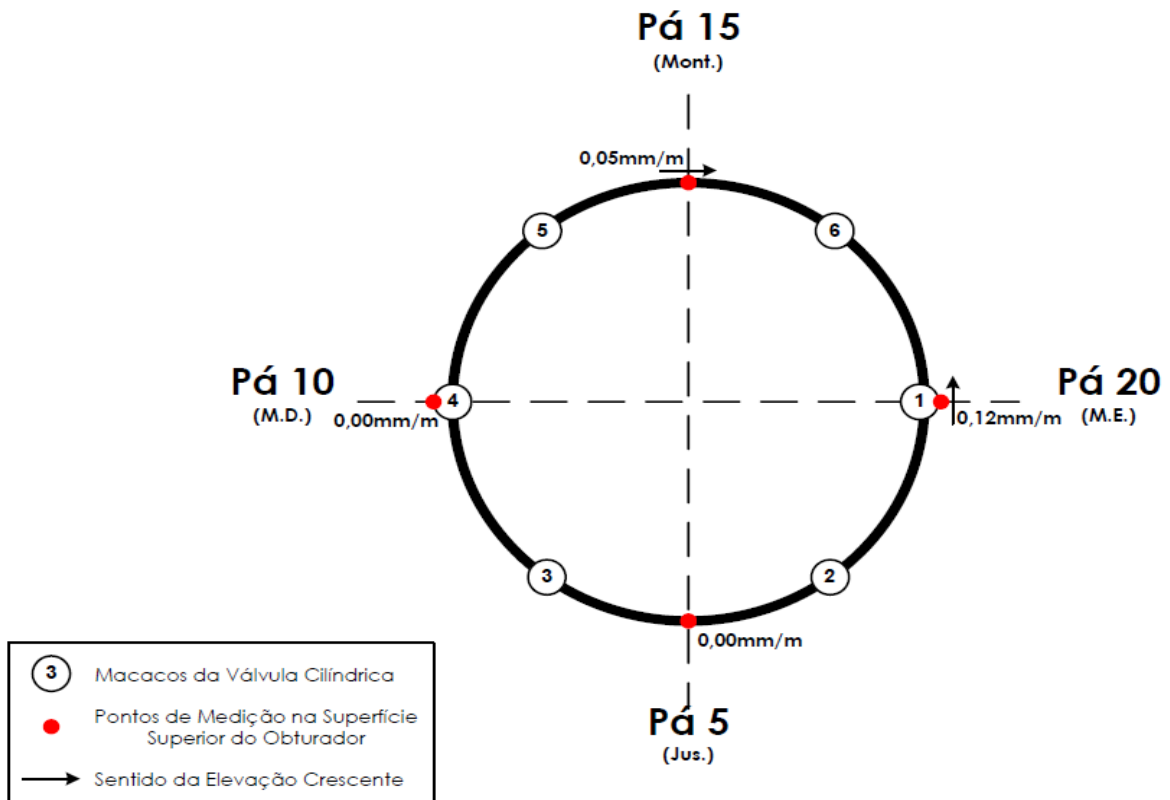 Pá 15
(Mont.)
0,05mm/m
5
6
Pá 10
(M.D.)
0,00mm/m
4
1
0,12mm/m
Pá 20
(M.E.)
3
2
0,00mm/m
Pá 5
(Jus.)
3 Macacos da Válvula Cilíndrica
Pontos de Medição na Superfície
Superior do Obturador
Sentido da Elevação Crescente